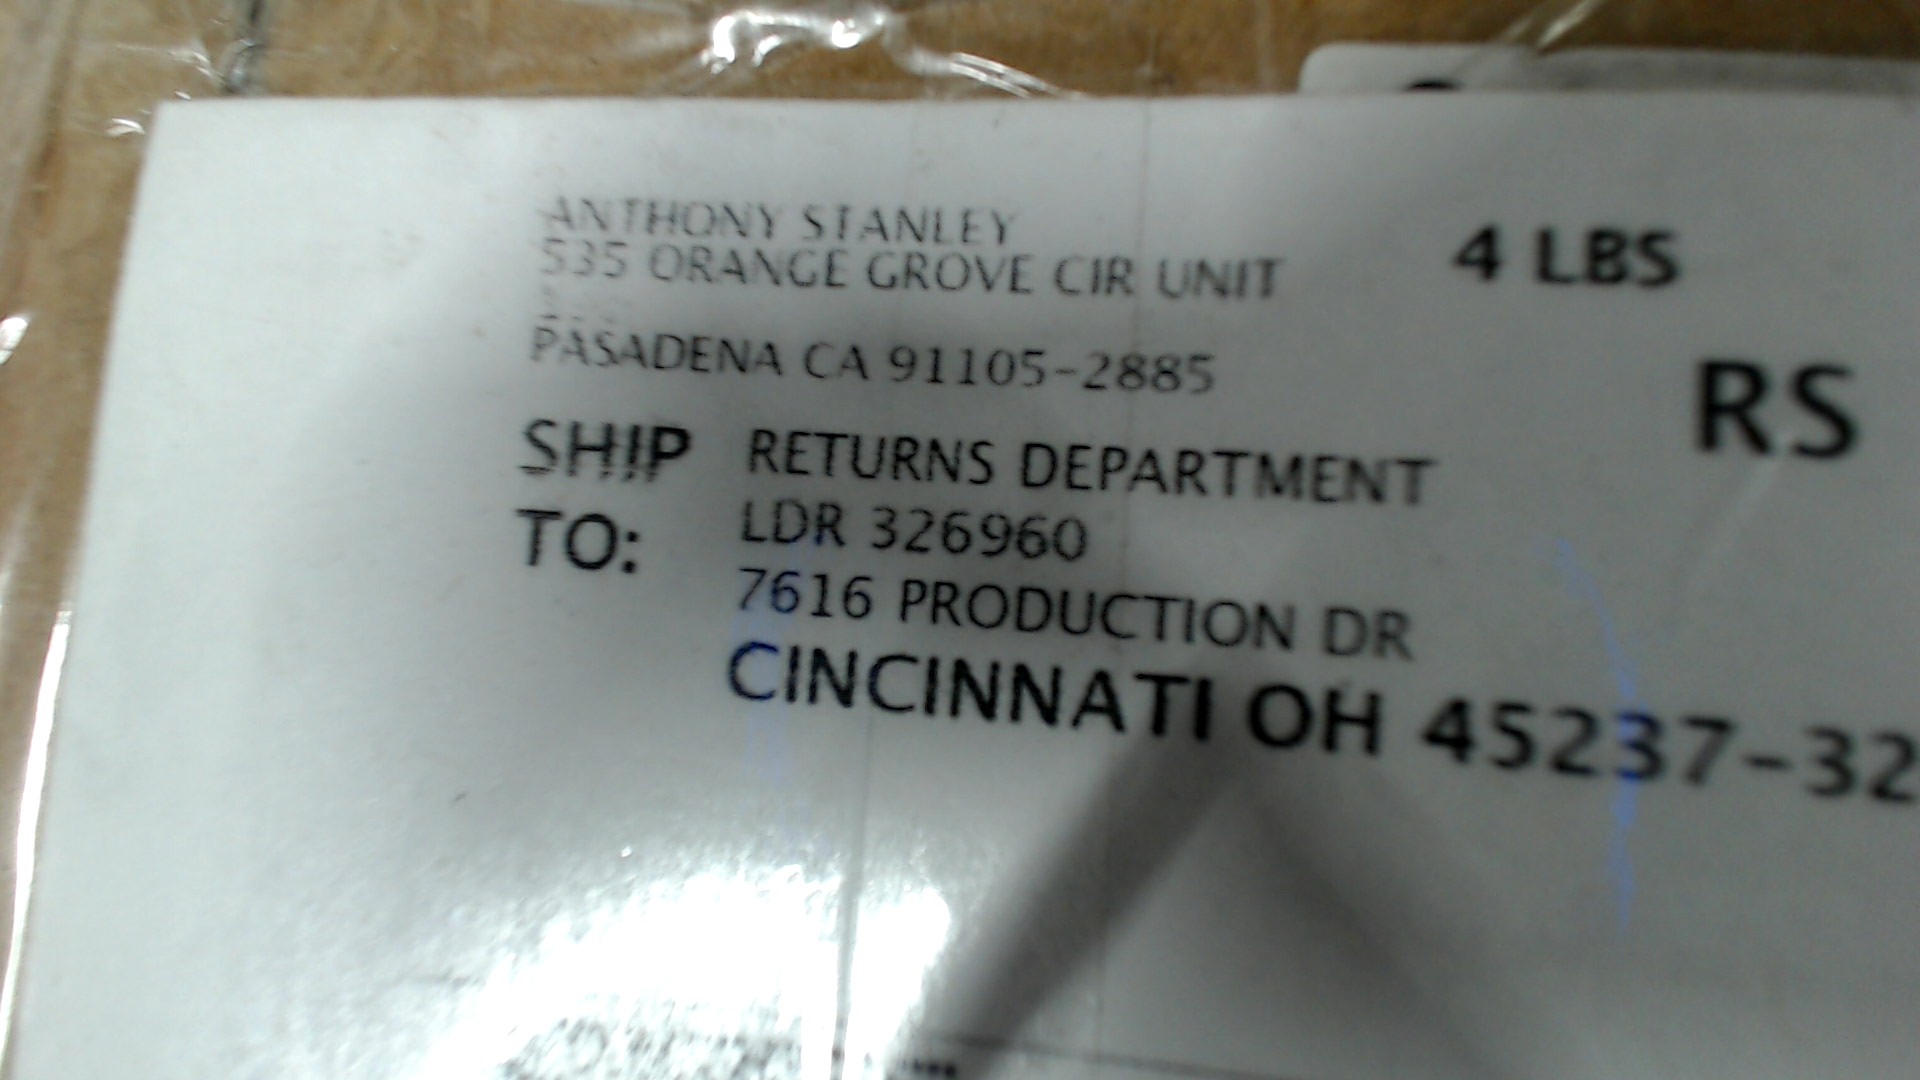 ANTHONY STANLEY
4 LBS
535 ORANGE GROVE CIR UNIT
PASADENA CA 91105-2885
RS
SHIP TO:
RETURNS DEPARTMENT
LDR 326960
7616 PRODUCTION DR
CINCINNATI OH 45237-32